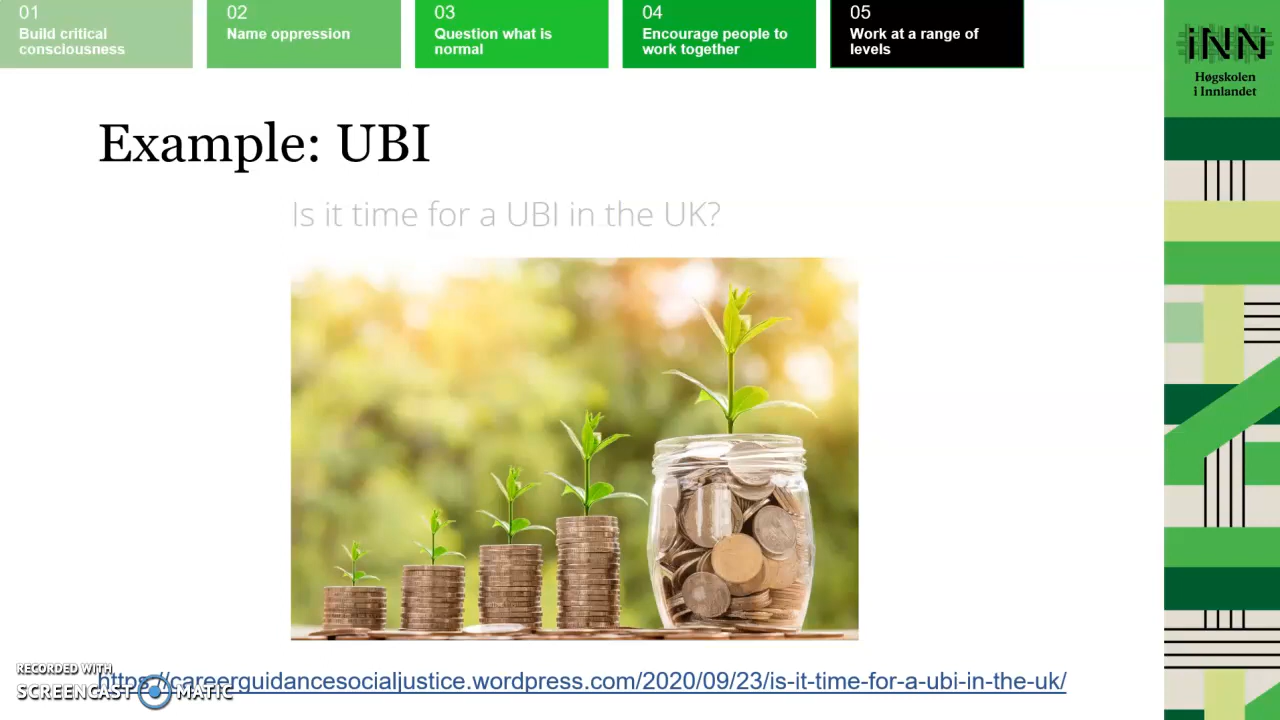 01
Build critical
consciousness
02
Name oppression
03
Question what is
normal
04
Encourage people to
work together
05
Work at a range of
levels
iNN
Høgskolen
i Innlandet
Example: UBI
Is it time for a UBI in the UK?
https://careerguidancesocialjustice.wordpress.com/2020/09/23/is-it-time-for-a-ubi-in-the-uk/
RECORDED WITH
SCREENCAST MATIC